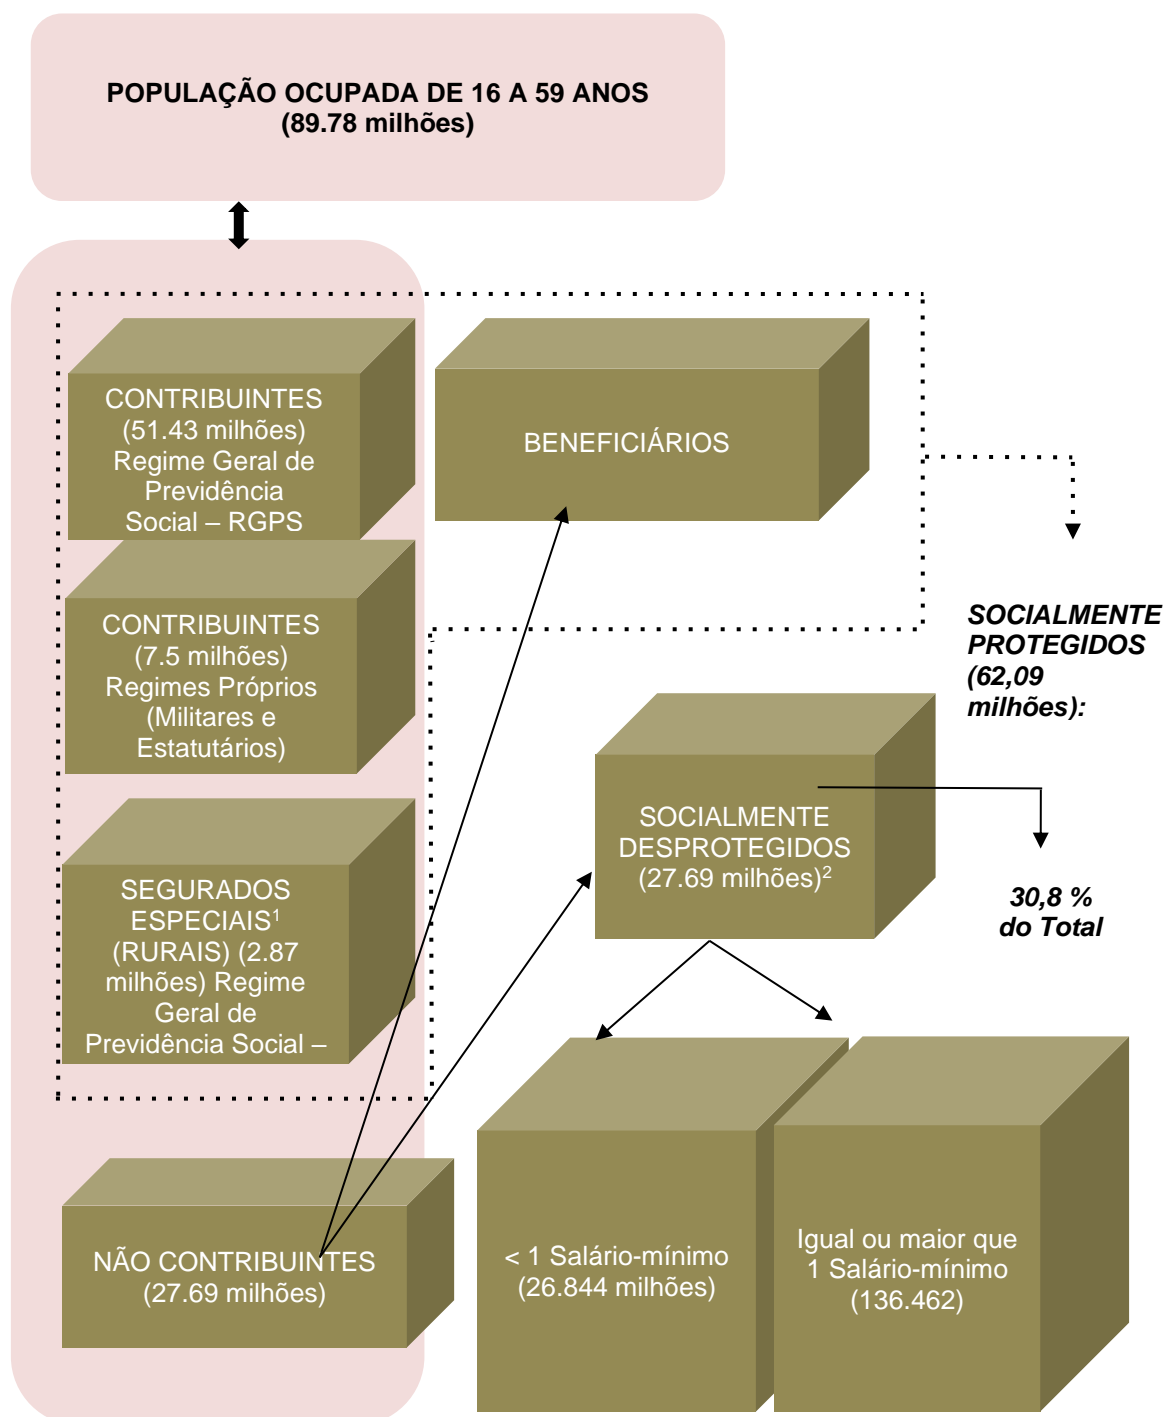 POPULAÇÃO OCUPADA DE 16 A 59 ANOS
(89.78 milhões)
CONTRIBUINTES
(51.43 milhões)
Regime Geral de
Previdência
Social – RGPS
BENEFICIÁRIOS
CONTRIBUINTES
(7.5 milhões)
Regimes Próprios
(Militares e
Estatutários)
SOCIALMENTE
PROTEGIDOS
(62,09
milhões):
SEGURADOS
ESPECIAIS¹
(RURAIS) (2.87
milhões) Regime
Geral de
Previdência Social –
SOCIALMENTE
DESPROTEGIDOS
(27.69 milhões)²
30,8 %
do Total
NÃO CONTRIBUINTES
(27.69 milhões)
< 1 Salário-mínimo
(26.844 milhões)
Igual ou maior que
1 Salário-mínimo
(136.462)